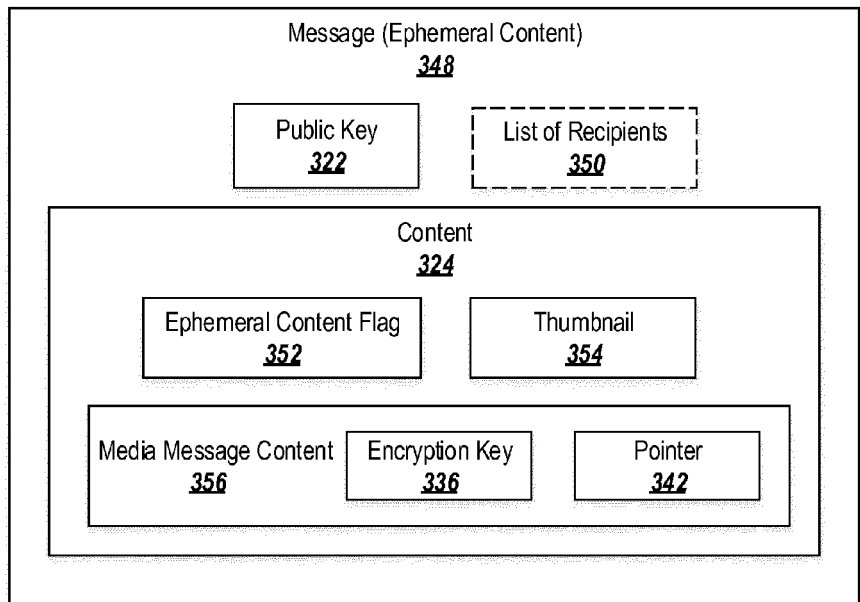 Message (Ephemeral Content)
348
Public Key
322
List of Recipients
350
Content
324
Ephemeral Content Flag
352
Thumbnail
354
Media Message Content
356
Encryption Key
336
Pointer
342